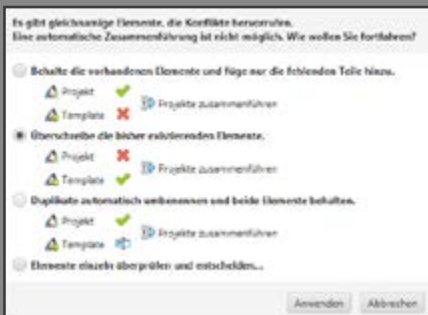 Es gibt gleichnamige Elemente, die Konflikte hervorrufen.
Eine automatische Zusammenführung ist nicht möglich. Wie wollen Sie fortfahren?
Behalte die vorhandenen Elemente und füge nur die fehlenden Teile hinzu.
Projekt
Projekte zusammenführen
Template
Überschreibe die bisher existierenden Elemente.
Projekt
Projekte zusammenführen
Template
Duplikate automatisch umbenennen und beide Elemente behalten.
Projekt
Projekte zusammenführen
Template
Elemente einzeln überprüfen und entscheiden...
Anwenden Abbrechen